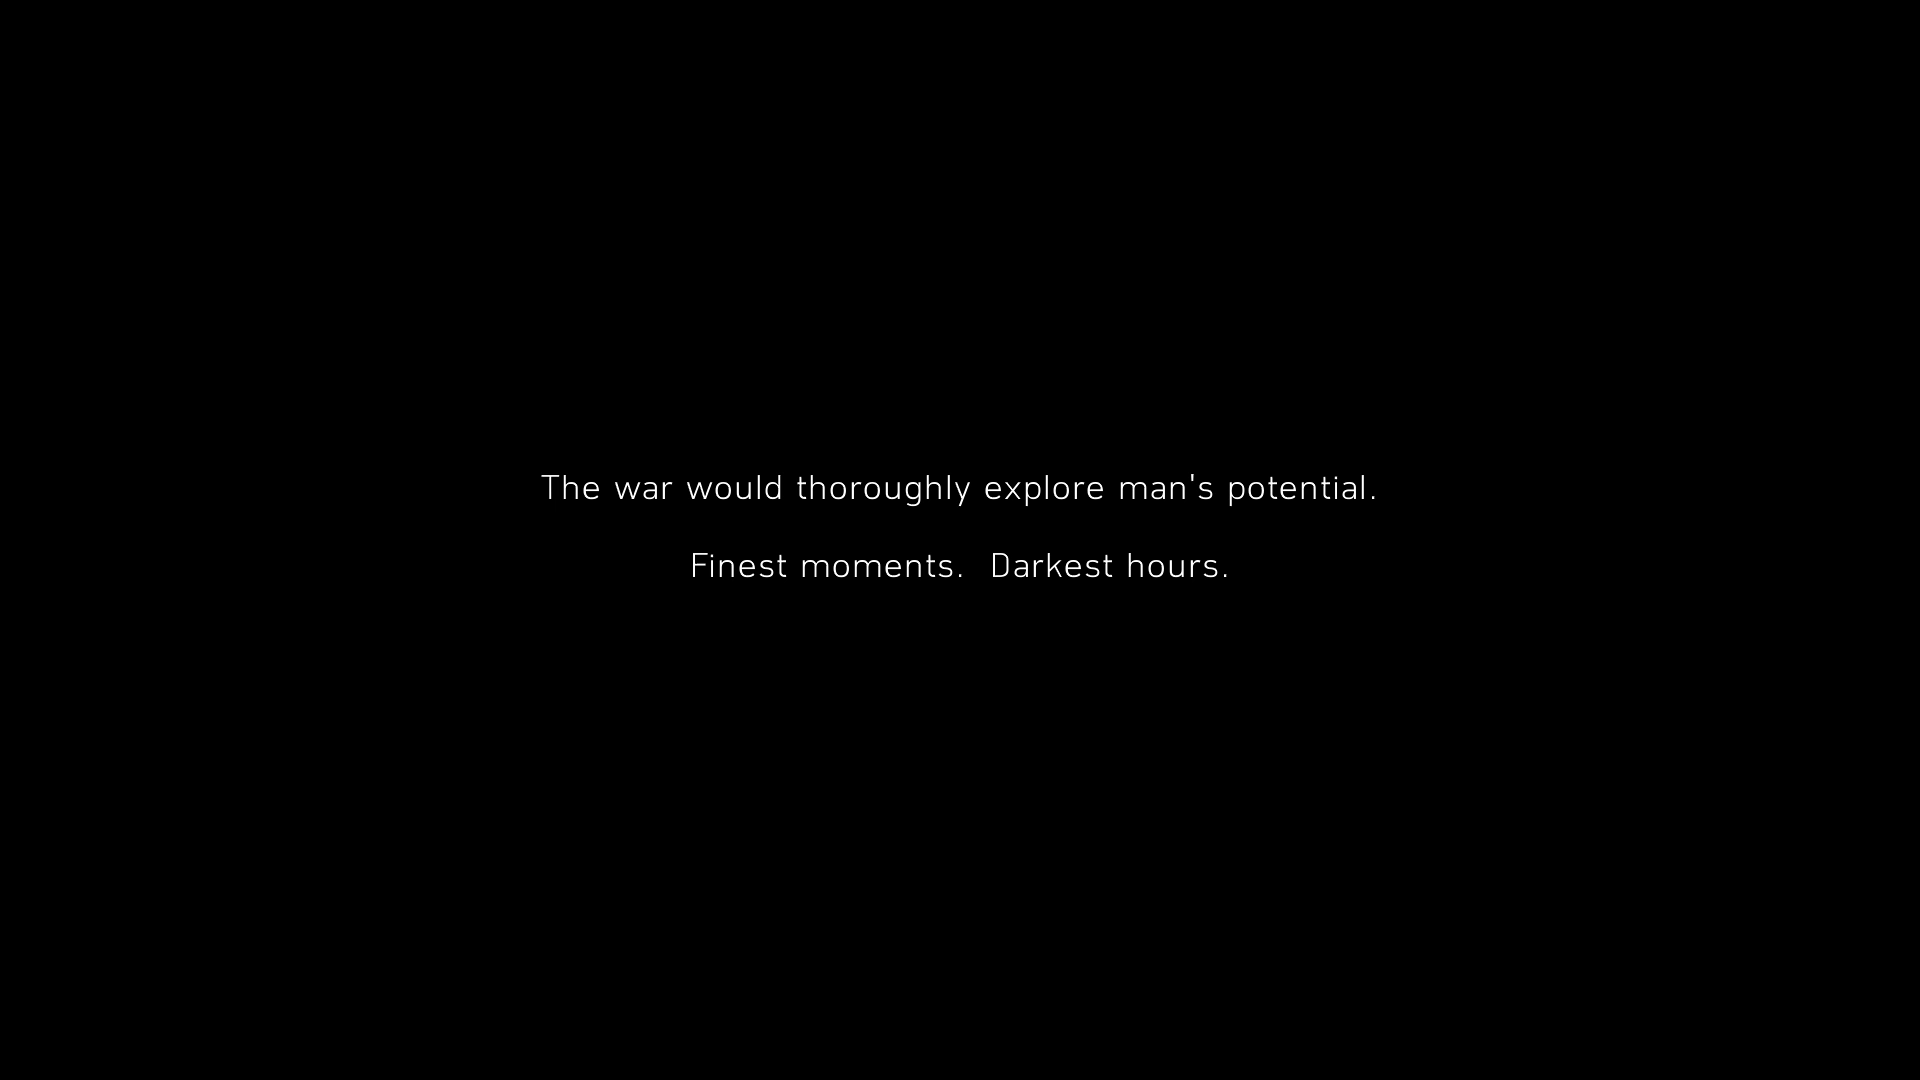 The war would thoroughly explore man's potential.
Finest moments.  Darkest hours.